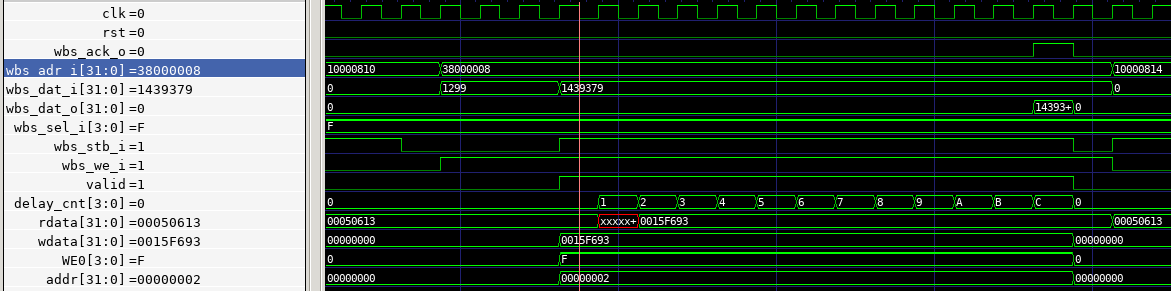 clk=0
rst=0
wbs_ack_o=0
wbs_adr_i[31:0]=38000008 10000810 38000008 10000814
wbs_dat_i[31:0]=1439379 0 1299 1439379 0
wbs_dat_o[31:0]=0 0 14393+ 0
wbs_sel_i[3:0]=F F
wbs_stb_i=1
wbs_we_i=1
valid=1
delay_cnt[3:0]=0 0 1 2 3 4 5 6 7 8 9 A B C 0
rdata[31:0]=00050613 00050613 xxxxx+ 0015F693 00050613
wdata[31:0]=0015F693 00000000 0015F693 00000000
WE0[3:0]=F 0 F 0
addr[31:0]=00000002 00000000 00000002 00000000